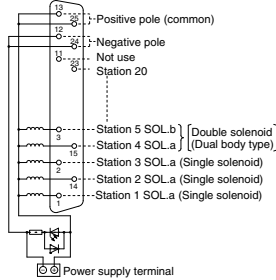 13
25
Positive pole (common)
12
24
Negative pole
11
Not use
23
Station 20
3
Station 5 SOL.b
Double solenoid
15
Station 4 SOL.a
(Dual body type)
2
Station 3 SOL.a (Single solenoid)
14
Station 2 SOL.a (Single solenoid)
1
Station 1 SOL.a (Single solenoid)
Power supply terminal